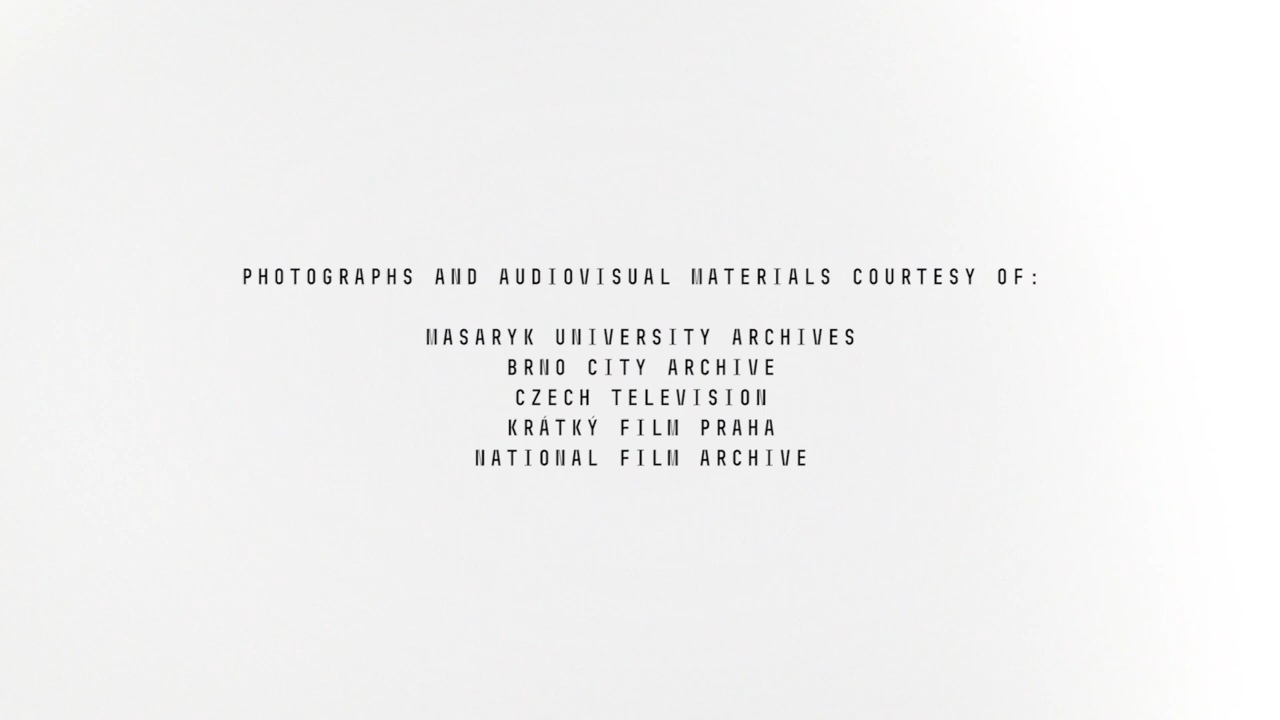 PHOTOGRAPHS AND AUDIOVISUAL MATERIALS COURTESY OF:
MASARYK UNIVERSITY ARCHIVES
BRNO CITY ARCHIVE
CZECH TELEVISION
KRÁTKÝ FILM PRAHA
NATIONAL FILM ARCHIVE